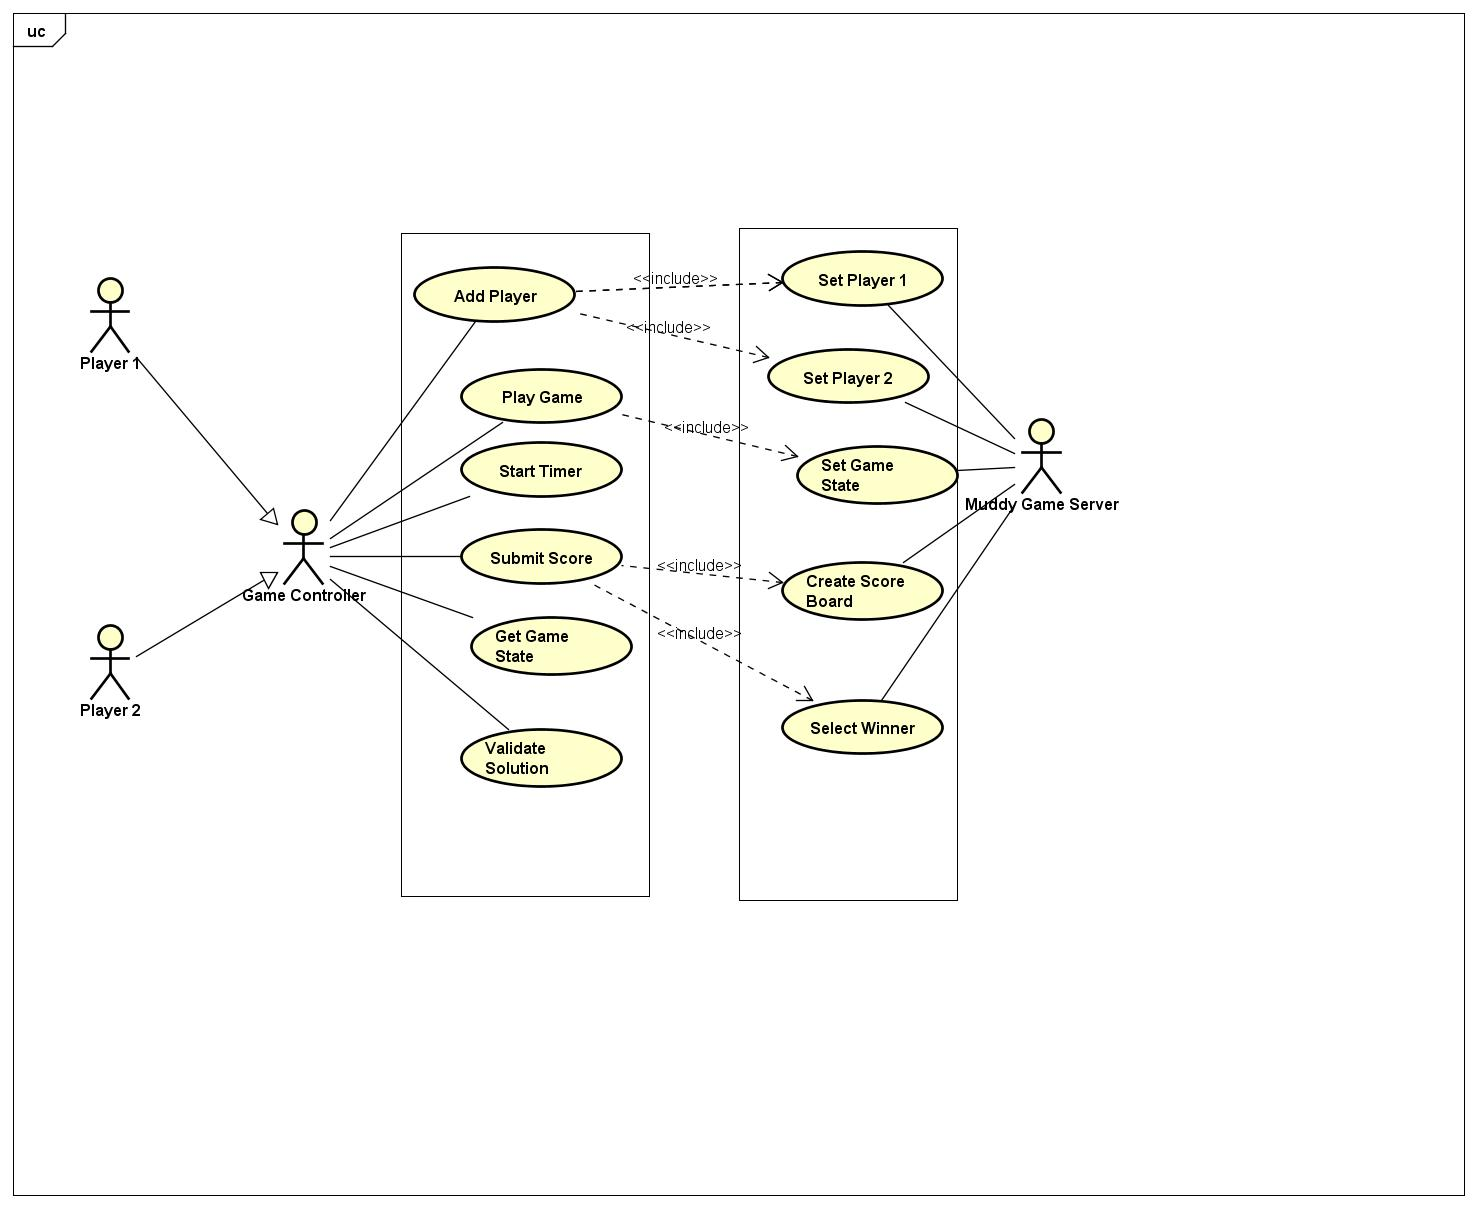 uc
Add Player
<<include>>
Set Player 1
<<include>>
Player 1
Set Player 2
Play Game
<<include>>
Set Game
State
Start Timer
Muddy Game Server
Submit Score
<<include>>
Create Score
Board
Game Controller
Get Game
State
<<include>>
Player 2
Select Winner
Validate
Solution